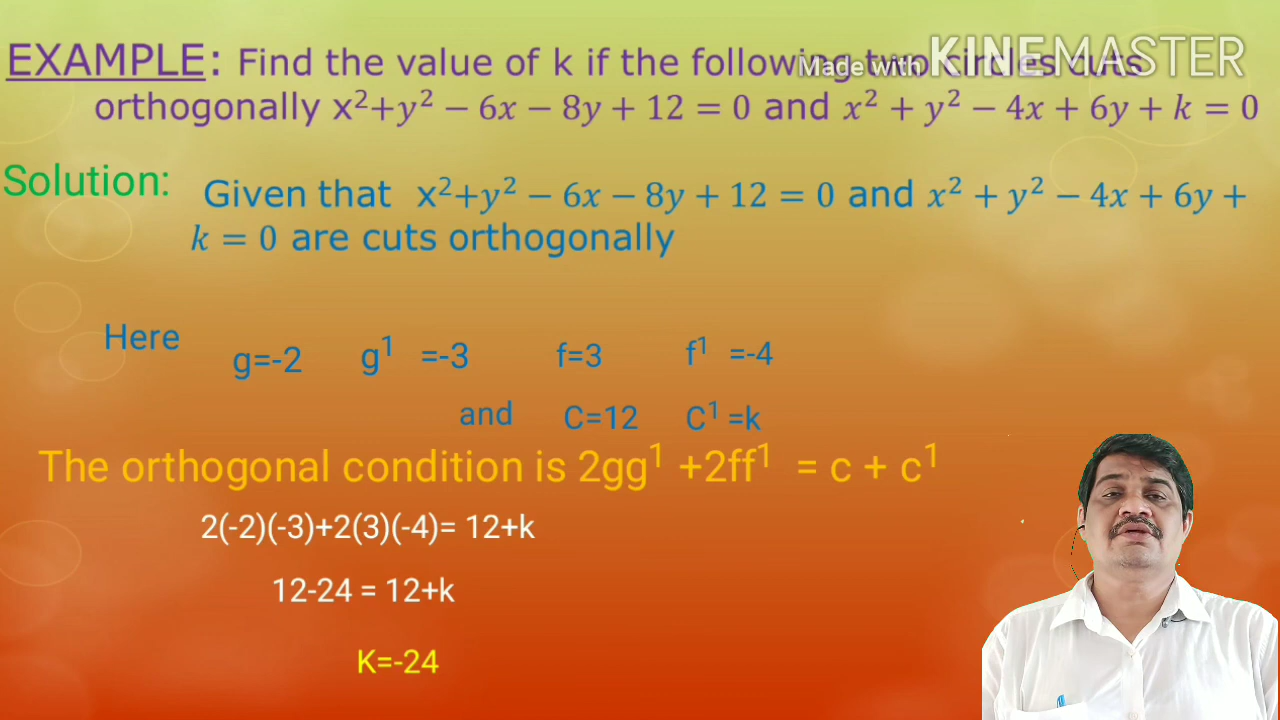 EXAMPLE: Find the value of k if the following two circles cuts
Made with KINEMASTER
orthogonally x²+y² − 6x − 8y + 12 = 0 and x² + y² − 4x + 6y + k = 0
Solution:
Given that x²+y² − 6x − 8y + 12 = 0 and x² + y² − 4x + 6y +
k = 0 are cuts orthogonally
Here
g=-2 g¹ =-3 f=3 f¹ =-4
and C=12 C¹ =k
The orthogonal condition is 2gg¹ +2ff¹ = c + c¹
2(-2)(-3)+2(3)(-4)= 12+k
12-24 = 12+k
K=-24